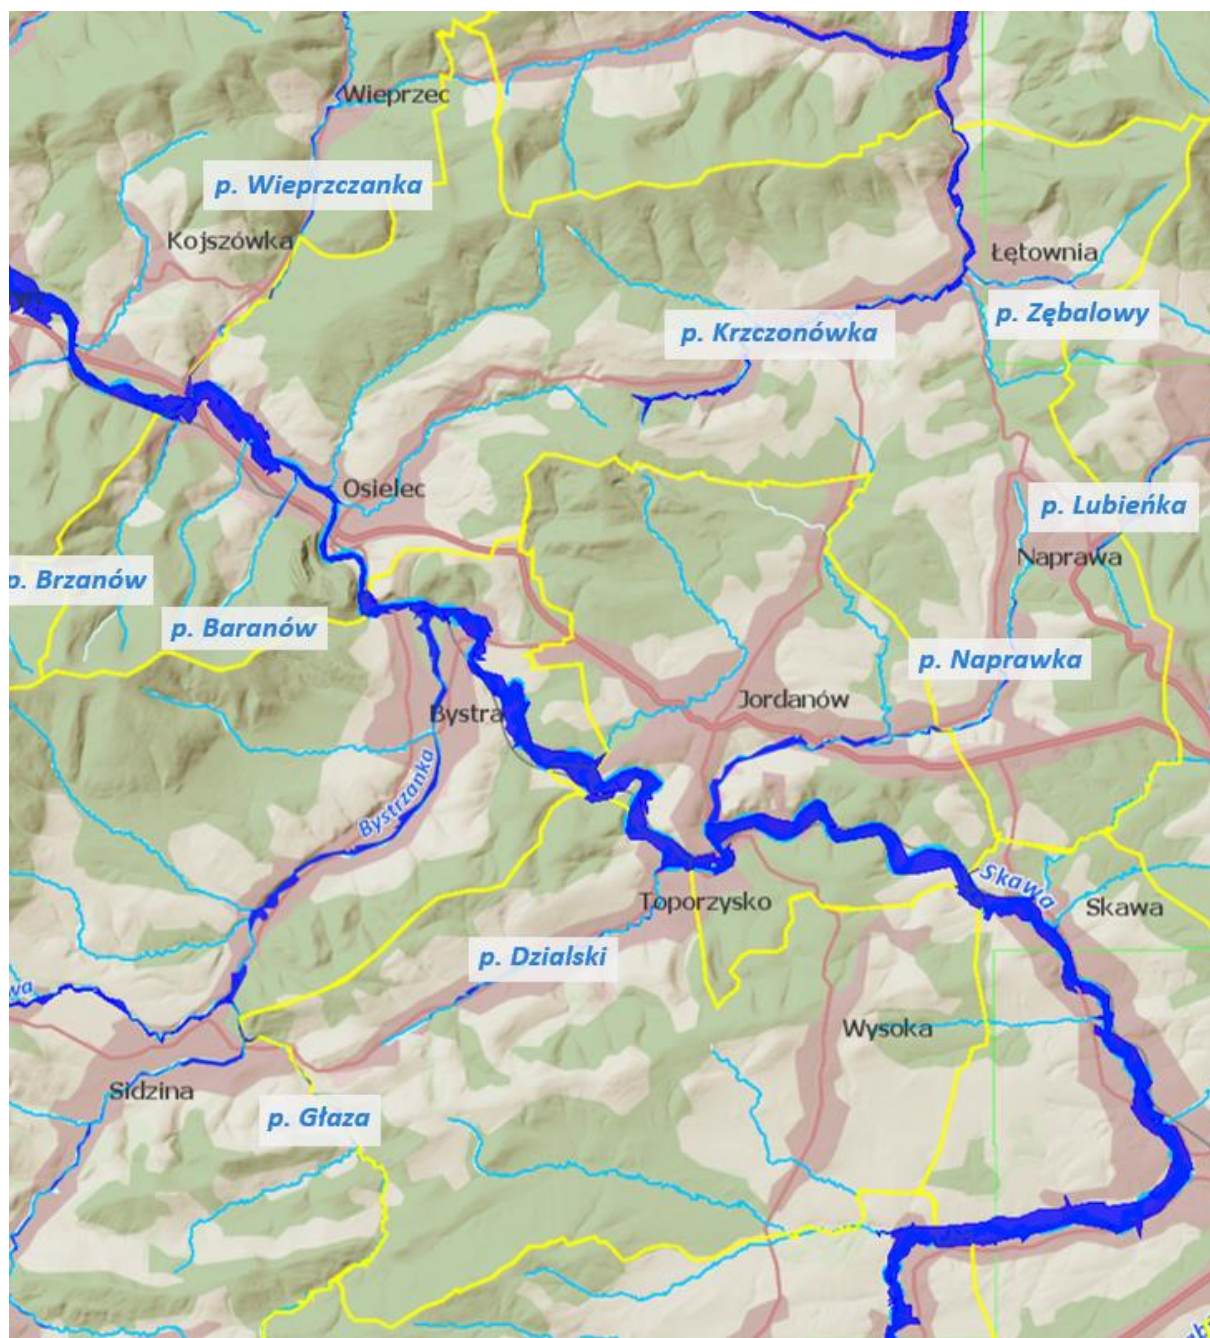 Wieprzec
p. Wieprzczanka
Kojszówka
Łętownia
p. Zębalowy
p. Krzczonówka
Osielec
p. Lubieńka
Naprawa
p. Brzanów
p. Baranów
p. Naprawka
Jordanów
Bystra
Bystrzanka
Skawa
Toporzysko
Skawa
p. Dzialski
wa
Wysoka
Sidzina
p. Głaza